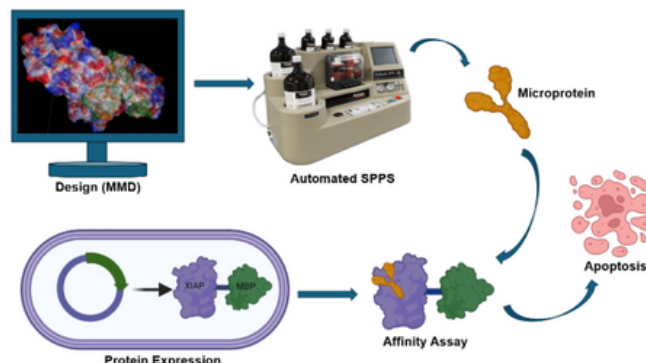 Microprotein
Design (MMD)
Automated SPPS
XIAP
MBP
Apoptosis
Affinity Assay
Protein Expression